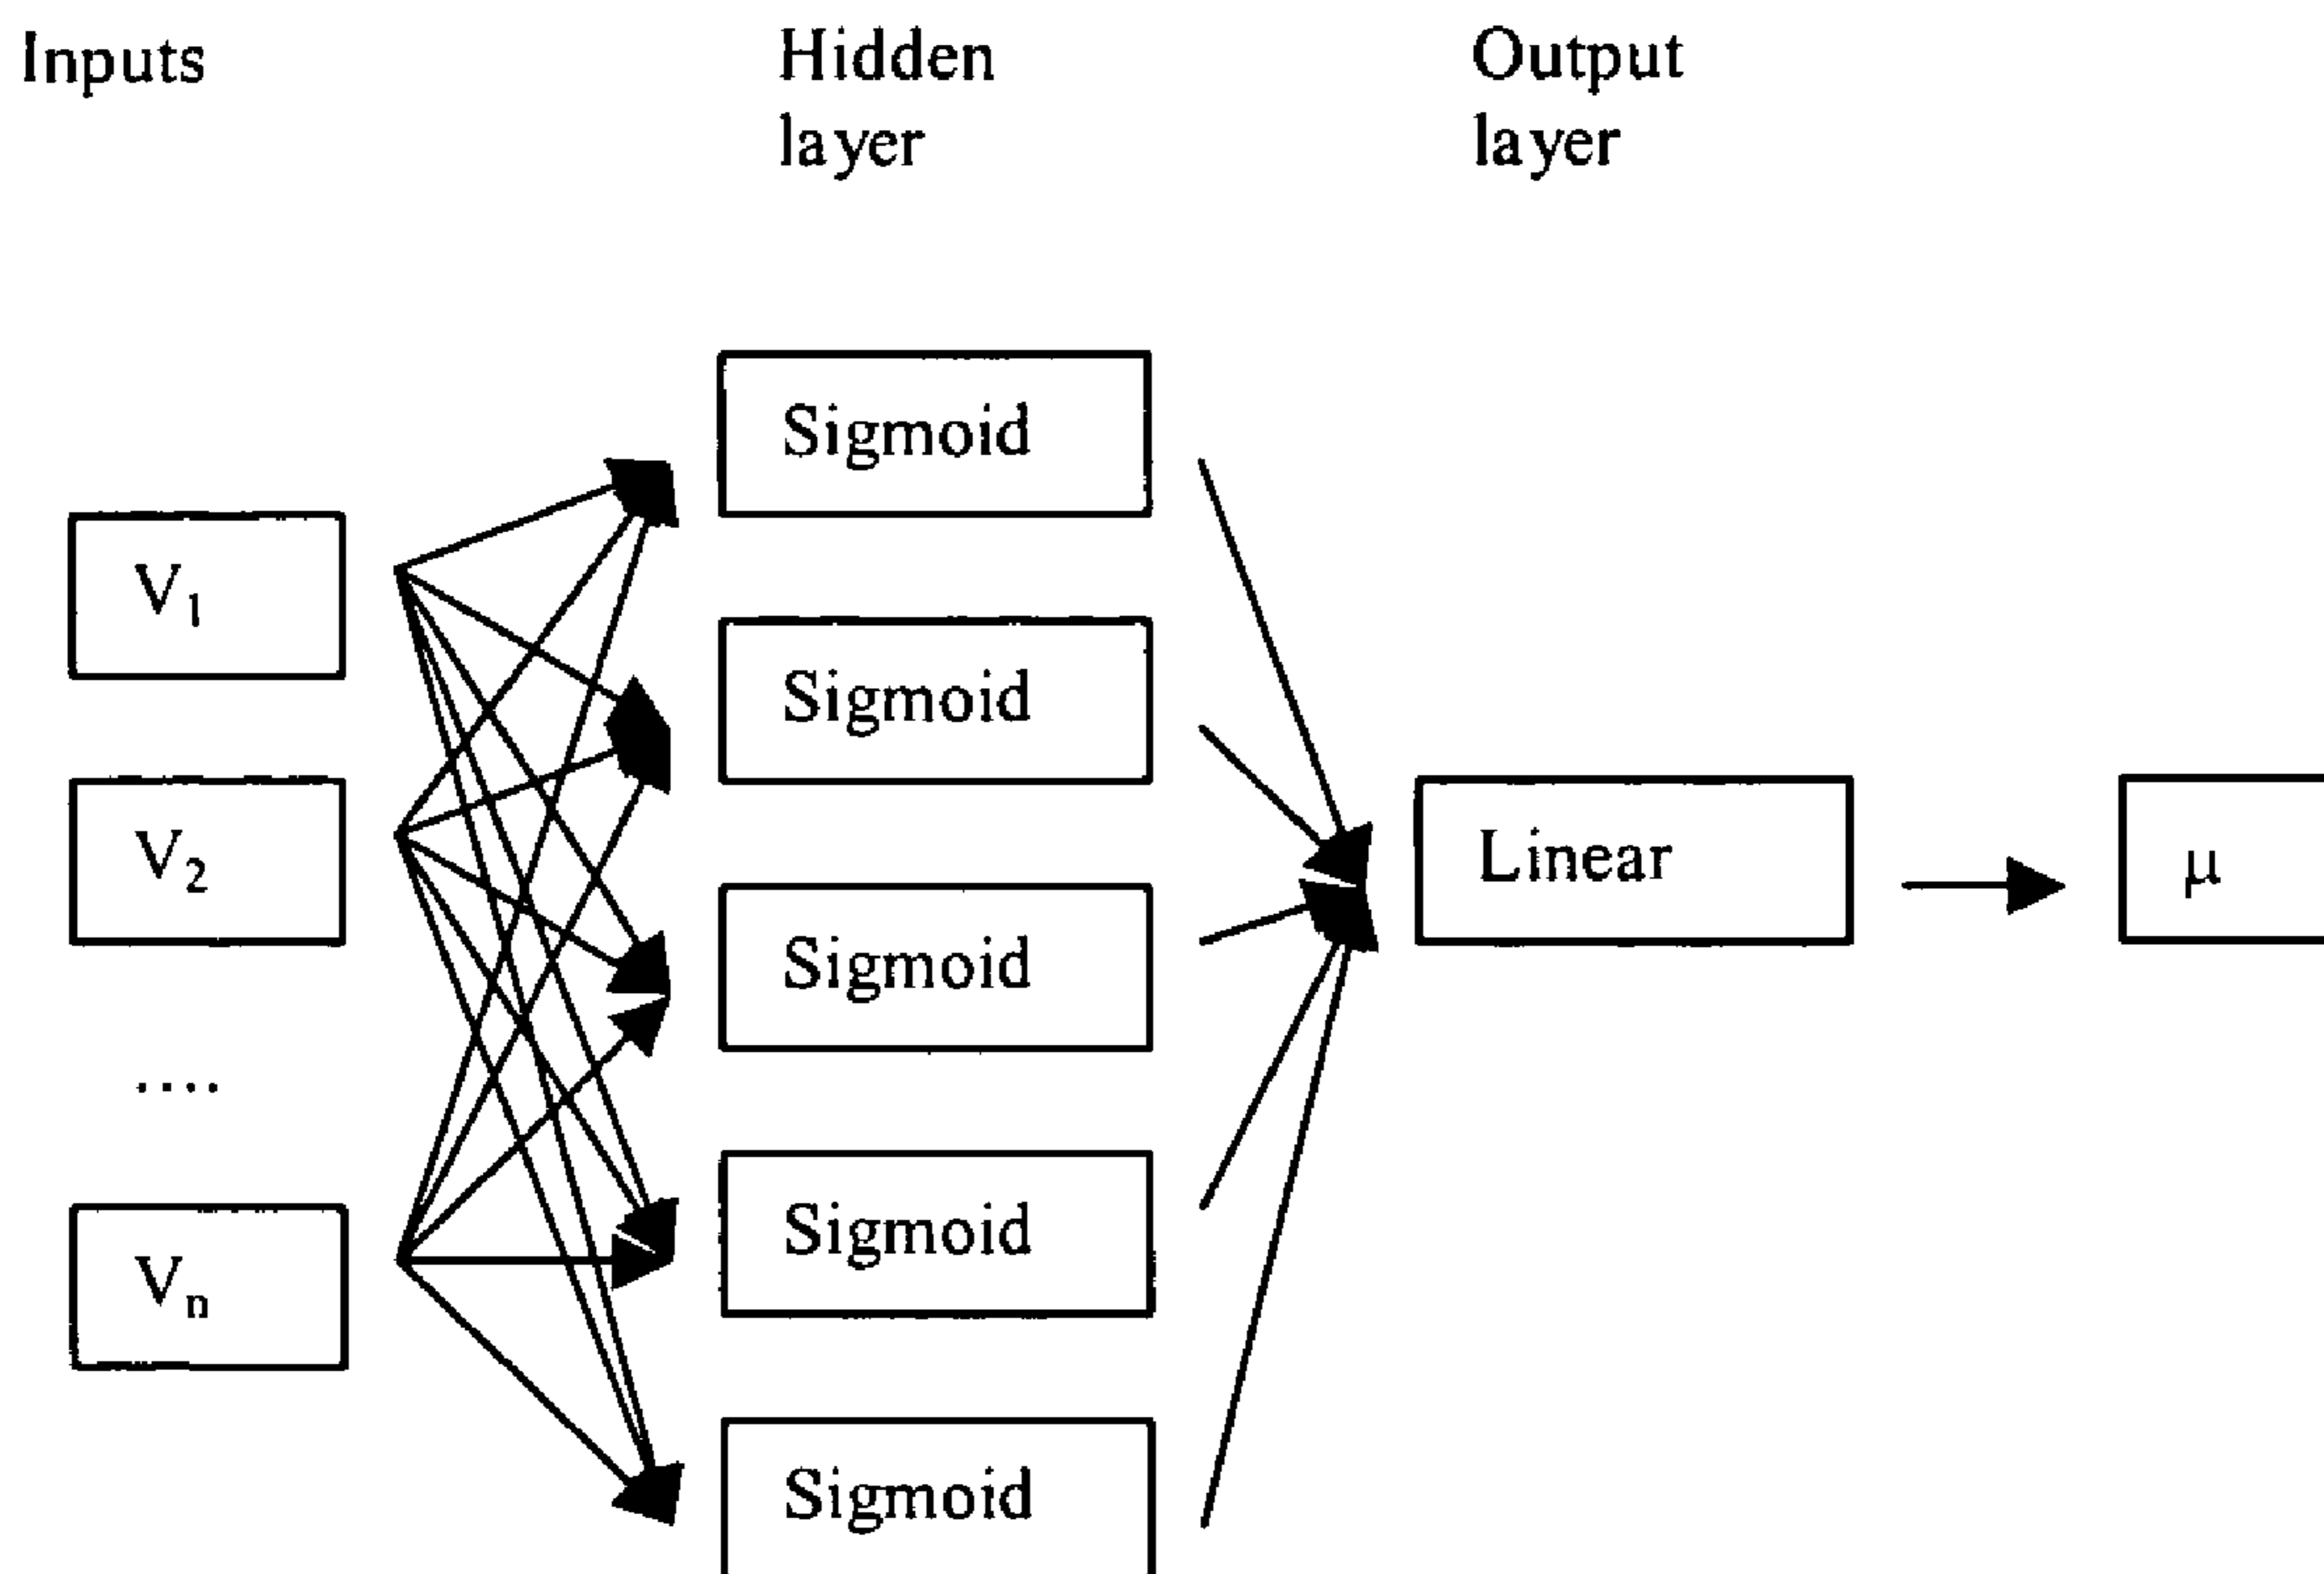 Inputs
Hidden
layer
Output
layer
Sigmoid
V₁
Sigmoid
V₂
Linear
μ
Sigmoid
....
Sigmoid
Vₙ
Sigmoid